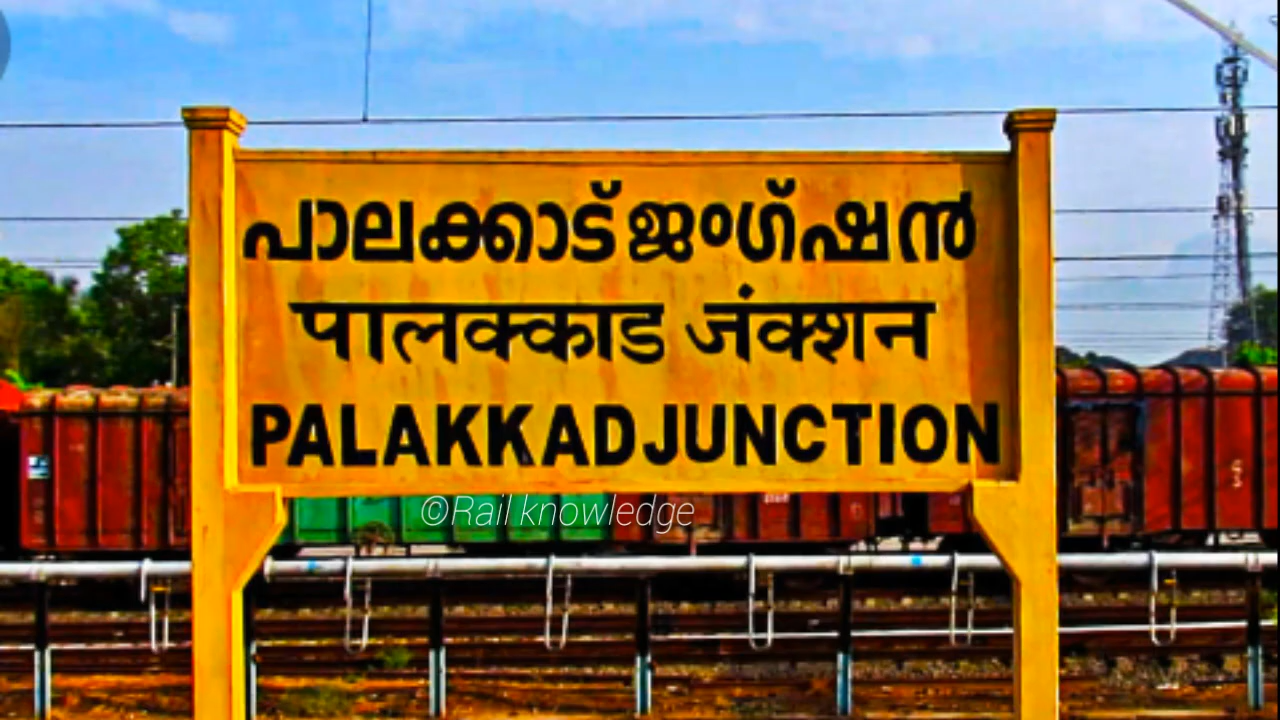 പാലക്കാട് ജംഗ്ഷൻ
पालक्काड जंक्शन
PALAKKAD JUNCTION
©Rail knowledge